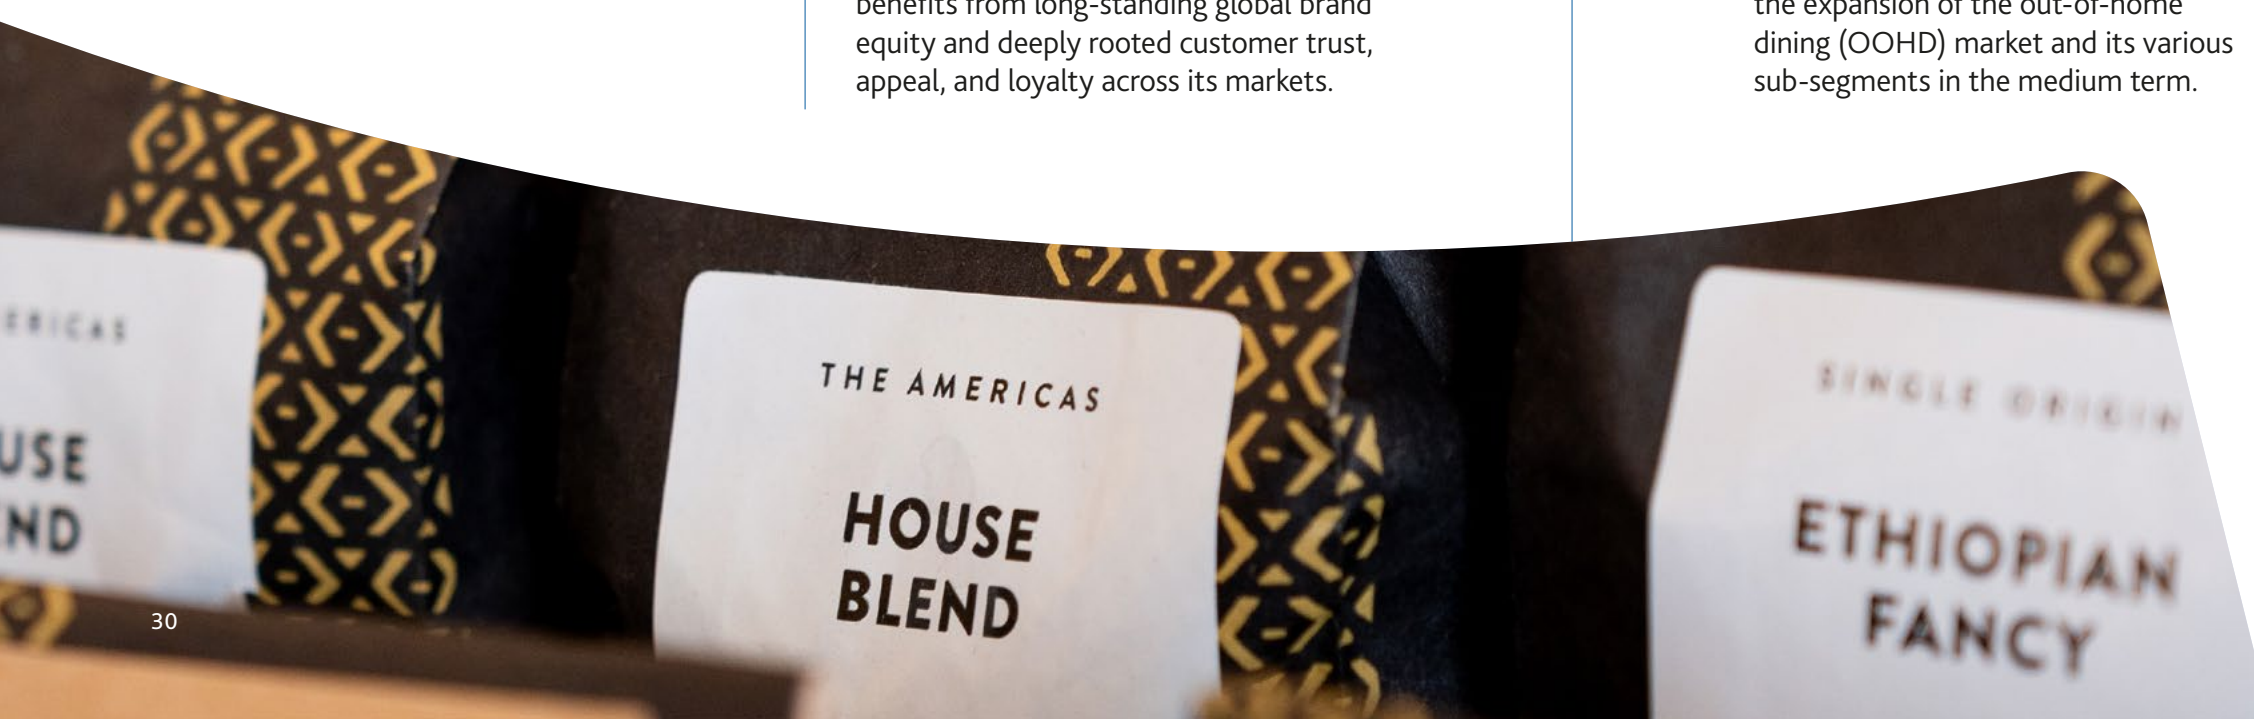 benefits from long-standing global brand
equity and deeply rooted customer trust,
appeal, and loyalty across its markets.
the expansion of the out-of-home
dining (OOHD) market and its various
sub-segments in the medium term.
ERICAS
USE
ND
THE AMERICAS
HOUSE
BLEND
SINGLE ORIGIN
ETHIOPIAN
FANCY
30